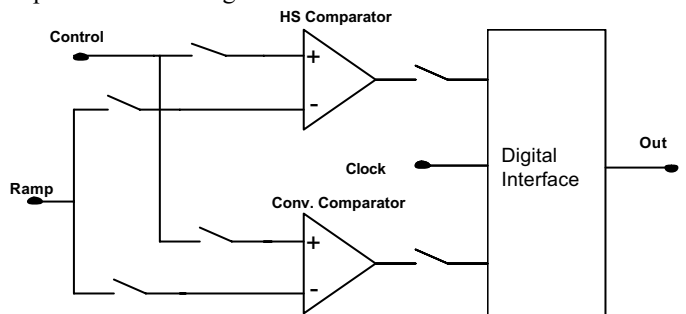 HS Comparator
Control
+
-
Out
Clock
Digital
Interface
Ramp
Conv. Comparator
+
-